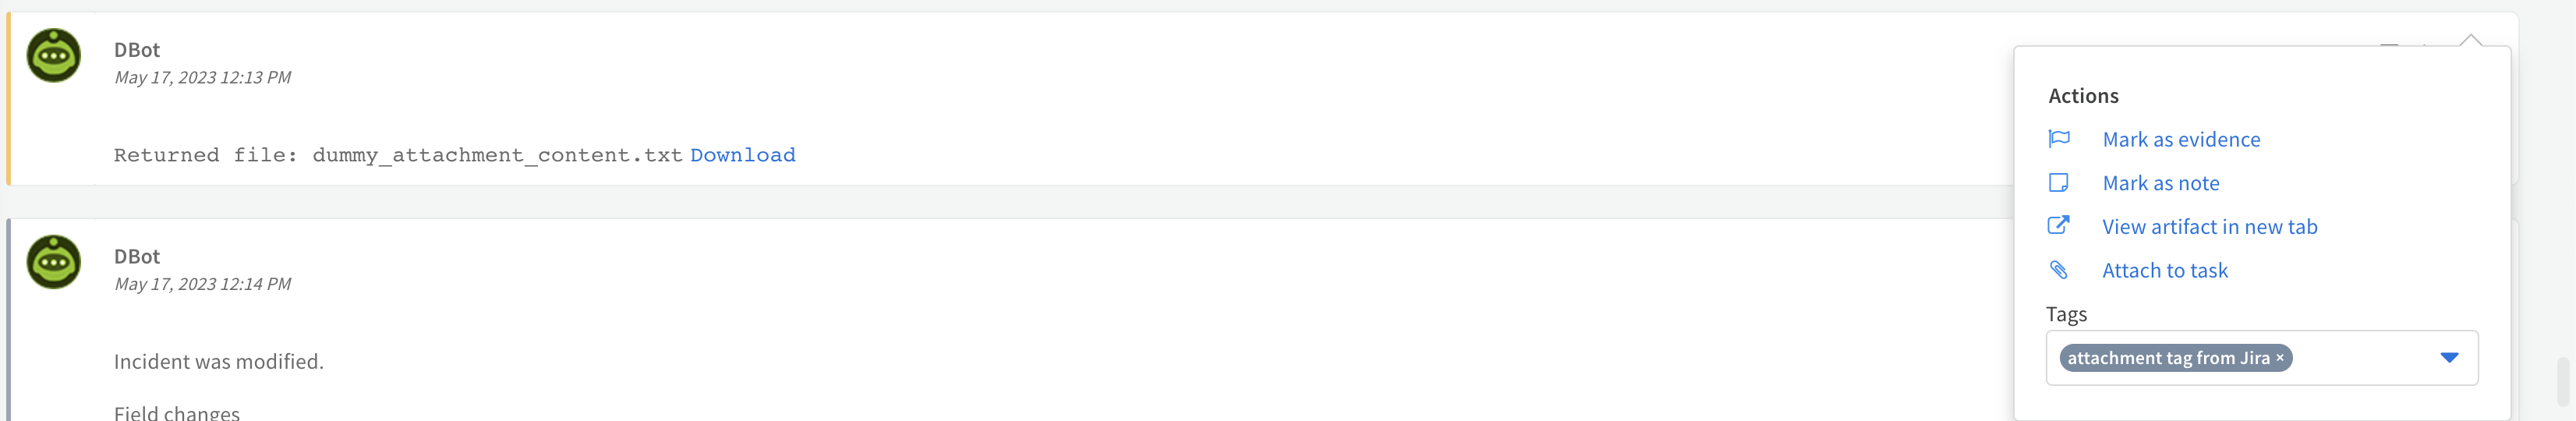 DBot
May 17, 2023 12:13 PM
Returned file: dummy_attachment_content.txt Download
DBot
May 17, 2023 12:14 PM
Incident was modified.
Field changes
Actions
Mark as evidence
Mark as note
View artifact in new tab
Attach to task
Tags
attachment tag from Jira ×